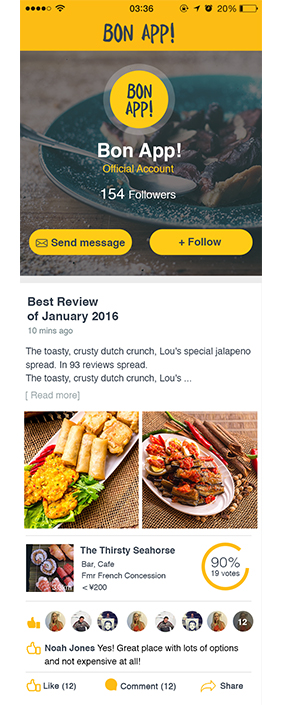 03:36
20%
BON APP!
BON
APP!
Bon App!
Official Account
154 Followers
Send message
+ Follow
Best Review
of January 2016
10 mins ago
The toasty, crusty dutch crunch, Lou's special jalapeno
spread. In 93 reviews spread.
The toasty, crusty dutch crunch, Lou's ...
[ Read more]
The Thirsty Seahorse
Bar, Cafe
Fmr French Concession
< ¥200
90%
19 votes
12
Noah Jones Yes! Great place with lots of options
and not expensive at all!
Like (12)
Comment (12)
Share